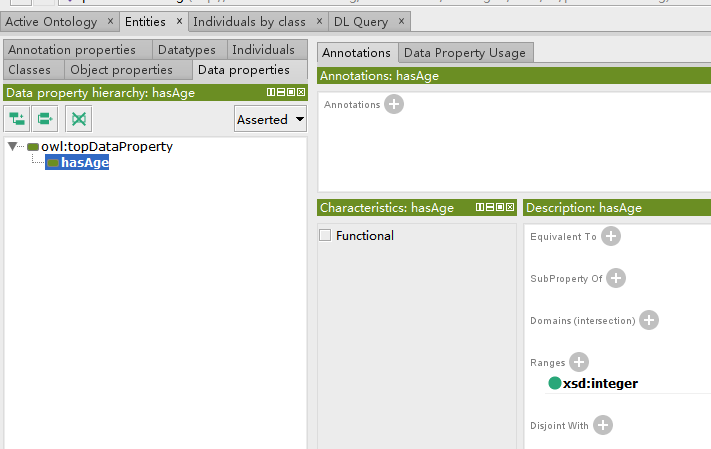 Active Ontology × Entities × Individuals by class × DL Query ×
Annotation properties Datatypes Individuals
Classes Object properties Data properties
Data property hierarchy: hasAge
Asserted
owl:topDataProperty
hasAge
Annotations Data Property Usage
Annotations: hasAge
Annotations
Characteristics: hasAge
Functional
Description: hasAge
Equivalent To
SubProperty Of
Domains (intersection)
Ranges
xsd:integer
Disjoint With